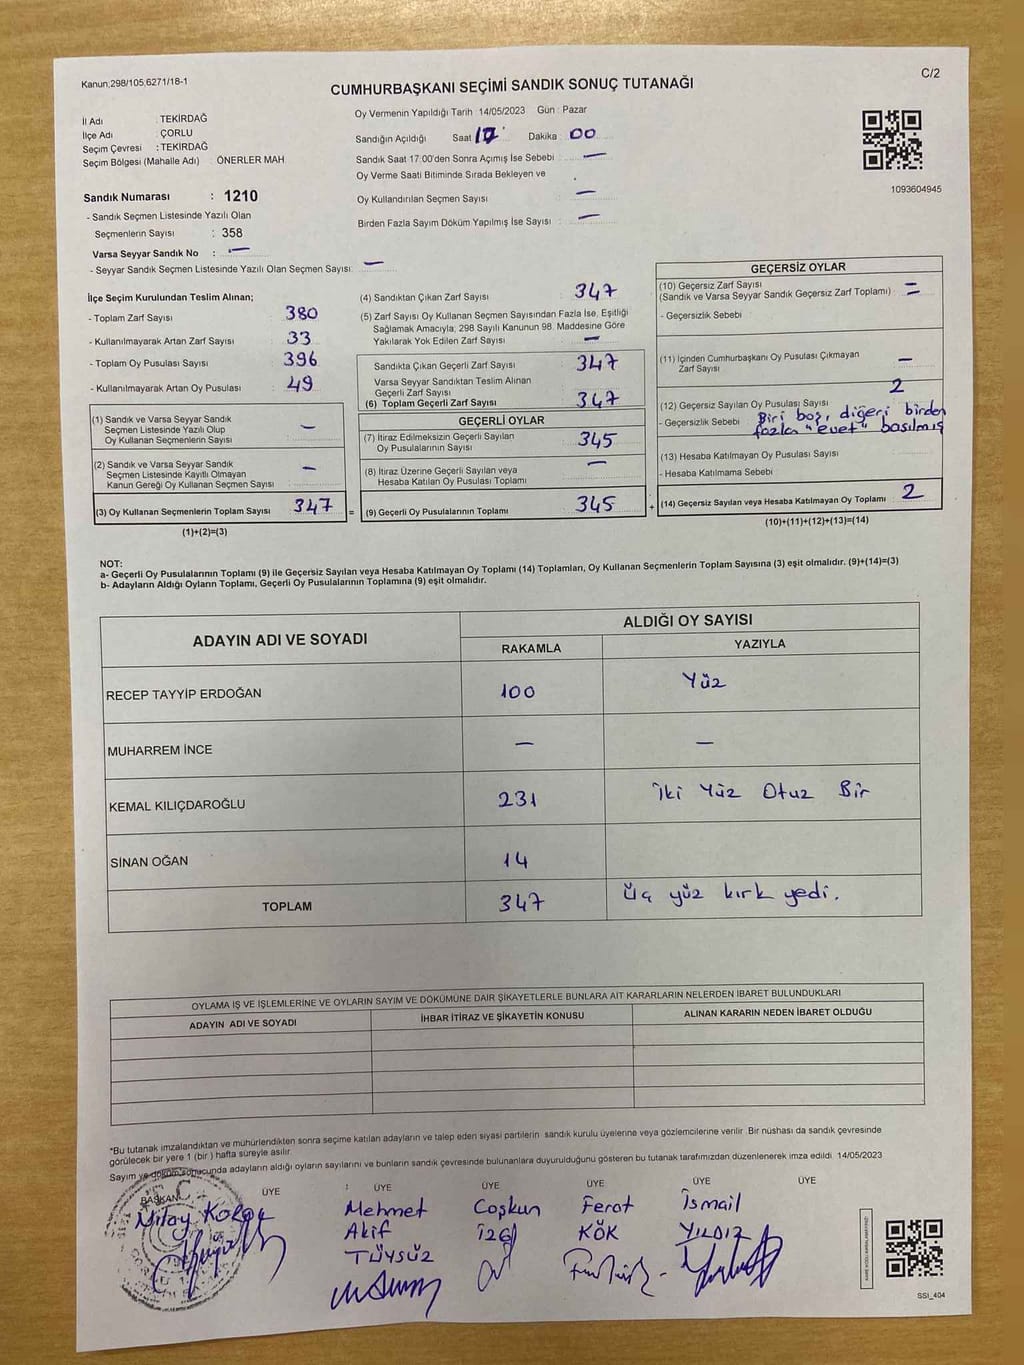 Kanun;298/105;6271/18-1
C/2
CUMHURBAŞKANI SEÇİMİ SANDIK SONUÇ TUTANAĞI
İl Adı : TEKİRDAĞ
İlçe Adı : ÇORLU
Seçim Çevresi : TEKİRDAĞ
Seçim Bölgesi (Mahalle Adı) : ÖNERLER MAH
Sandık Numarası : 1210
- Sandık Seçmen Listesinde Yazılı Olan
Seçmenlerin Sayısı : 358
Varsa Seyyar Sandık No : —
- Seyyar Sandık Seçmen Listesinde Yazılı Olan Seçmen Sayısı: —
Oy Vermenin Yapıldığı Tarih 14/05/2023 Gün : Pazar
Sandığın Açıldığı Saat 17 Dakika 00
Sandık Saat 17:00'den Sonra Açımış İse Sebebi —
Oy Verme Saati Bitiminde Sırada Bekleyen ve
Oy Kullandırılan Seçmen Sayısı —
Birden Fazla Sayım Döküm Yapılmış İse Sayısı —
1093604945
İlçe Seçim Kurulundan Teslim Alınan;
- Toplam Zarf Sayısı 380
- Kullanılmayarak Artan Zarf Sayısı 33
- Toplam Oy Pusulası Sayısı 396
- Kullanılmayarak Artan Oy Pusulası 49
(1) Sandık ve Varsa Seyyar Sandık
Seçmen Listesinde Yazılı Olup
Oy Kullanan Seçmenlerin Sayısı —
(2) Sandık ve Varsa Seyyar Sandık
Seçmen Listesinde Kayıtlı Olmayan
Kanun Gereği Oy Kullanan Seçmen Sayısı —
(3) Oy Kullanan Seçmenlerin Toplam Sayısı 347 =
(1)+(2)=(3)
(4) Sandıktan Çıkan Zarf Sayısı 347
(5) Zarf Sayısı Oy Kullanan Seçmen Sayısından Fazla İse, Eşitliği
Sağlamak Amacıyla; 298 Sayılı Kanunun 98. Maddesine Göre
Yakılarak Yok Edilen Zarf Sayısı —
Sandıkta Çıkan Geçerli Zarf Sayısı 347
Varsa Seyyar Sandıktan Teslim Alınan
Geçerli Zarf Sayısı
(6) Toplam Geçerli Zarf Sayısı 347
GEÇERLİ OYLAR
(7) İtiraz Edilmeksizin Geçerli Sayılan
Oy Pusulalarının Sayısı 345
(8) İtiraz Üzerine Geçerli Sayılan veya
Hesaba Katılan Oy Pusulası Toplamı —
(9) Geçerli Oy Pusulalarının Toplamı 345 +
GEÇERSİZ OYLAR
(10) Geçersiz Zarf Sayısı
(Sandık ve Varsa Seyyar Sandık Geçersiz Zarf Toplamı) =
- Geçersizlik Sebebi
(11) İçinden Cumhurbaşkanı Oy Pusulası Çıkmayan
Zarf Sayısı —
(12) Geçersiz Sayılan Oy Pusulası Sayısı 2
- Geçersizlik Sebebi Biri boş, diğeri birden
fazla "evet" basılmış
(13) Hesaba Katılmayan Oy Pusulası Sayısı
- Hesaba Katılmama Sebebi
(14) Geçersiz Sayılan veya Hesaba Katılmayan Oy Toplamı 2
(10)+(11)+(12)+(13)=(14)
NOT:
a- Geçerli Oy Pusulalarının Toplamı (9) ile Geçersiz Sayılan veya Hesaba Katılmayan Oy Toplamı (14) Toplamları, Oy Kullanan Seçmenlerin Toplam Sayısına (3) eşit olmalıdır. (9)+(14)=(3)
b- Adayların Aldığı Oyların Toplamı, Geçerli Oy Pusulalarının Toplamına (9) eşit olmalıdır.
ADAYIN ADI VE SOYADI
ALDIĞI OY SAYISI
RAKAMLA YAZIYLA
RECEP TAYYİP ERDOĞAN 100 Yüz
MUHARREM İNCE — —
KEMAL KILIÇDAROĞLU 231 İki Yüz Otuz Bir
SİNAN OĞAN 14
TOPLAM 347 Üç yüz kırk yedi.
OYLAMA İŞ VE İŞLEMLERİNE VE OYLARIN SAYIM VE DÖKÜMÜNE DAİR ŞİKAYETLERLE BUNLARA AİT KARARLARIN NELERDEN İBARET BULUNDUKLARI
ADAYIN ADI VE SOYADI İHBAR İTİRAZ VE ŞİKAYETİN KONUSU ALINAN KARARIN NEDEN İBARET OLDUĞU
*Bu tutanak imzalandıktan ve mühürlendikten sonra seçime katılan adayların ve talep eden siyasi partilerin sandık kurulu üyelerine veya gözlemcilerine verilir. Bir nüshası da sandık çevresinde
görülecek bir yere 1 (bir ) hafta süreyle asılır.
Sayım ve döküm sonucunda adayların aldığı oyların sayılarını ve bunların sandık çevresinde bulunanlara duyurulduğunu gösteren bu tutanak tarafımızdan düzenlenerek imza edildi. 14/05/2023
BAŞKAN ÜYE : ÜYE ÜYE ÜYE ÜYE ÜYE
Mehmet Coşkun Ferat İsmail
Akif KÖK YILDIZ
TÜYSÜZ
SSI_404